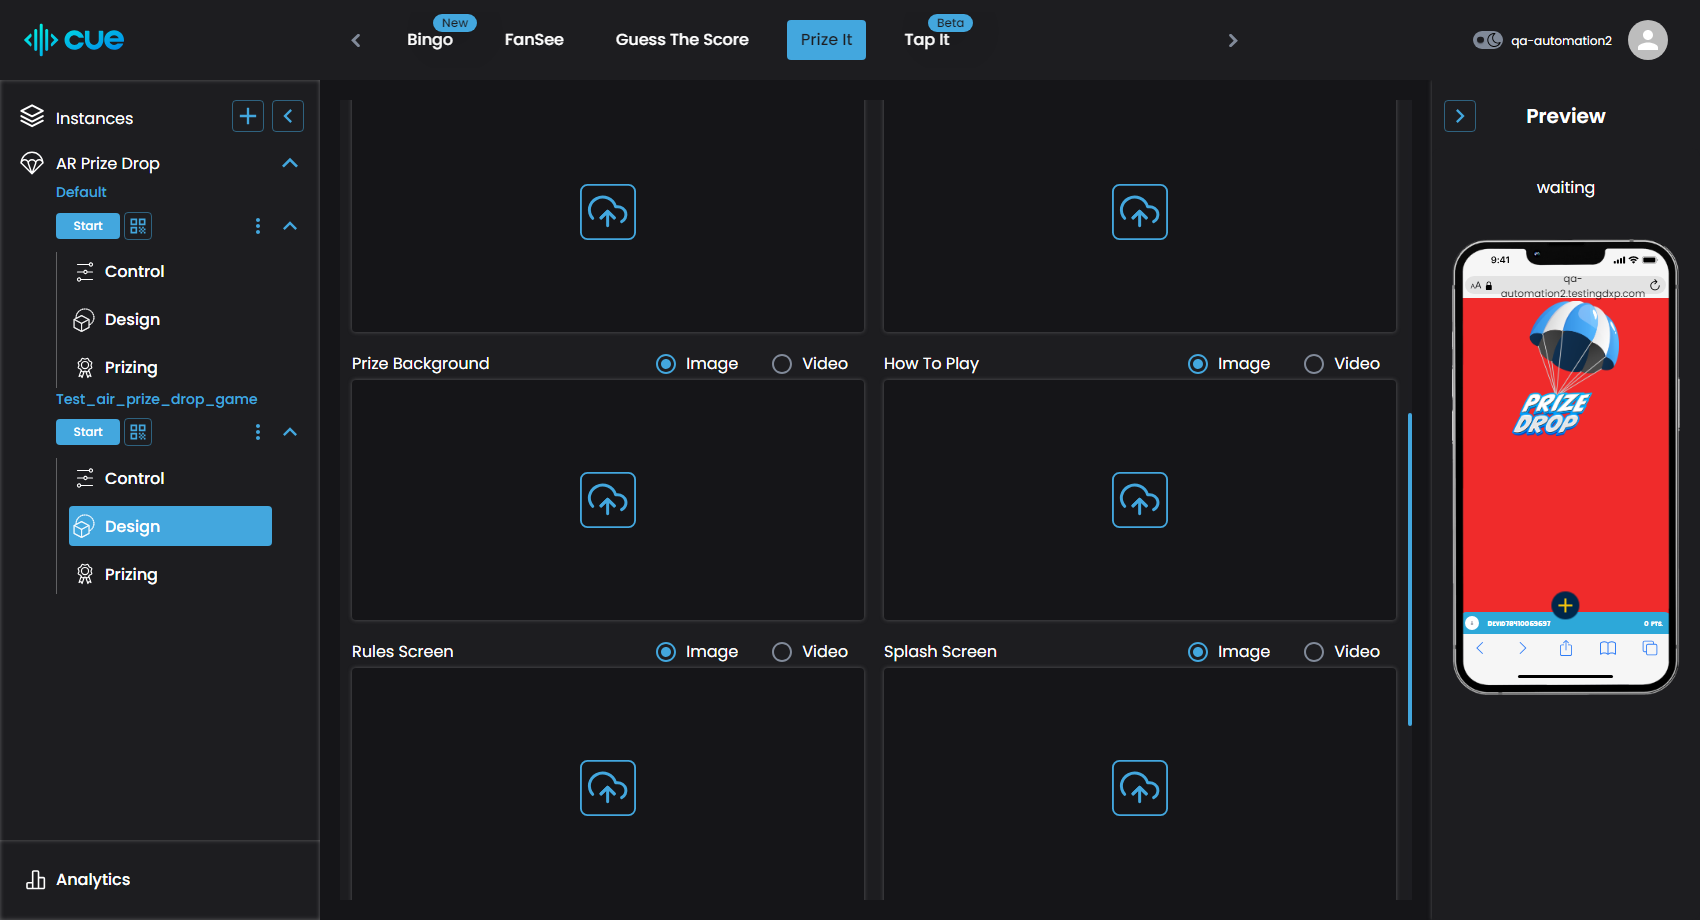 cue
New
Bingo
FanSee
Guess The Score
Prize It
Beta
Tap It
qa-automation2
Instances
AR Prize Drop
Default
Start
Control
Design
Prizing
Test_air_prize_drop_game
Start
Control
Design
Prizing
Analytics
Prize Background
Image
Video
How To Play
Image
Video
Rules Screen
Image
Video
Splash Screen
Image
Video
Preview
waiting
9:41
AA
qa-
automation2.testingdxp.com
PRIZE
DROP
DEVID78410069697
0 PTS.